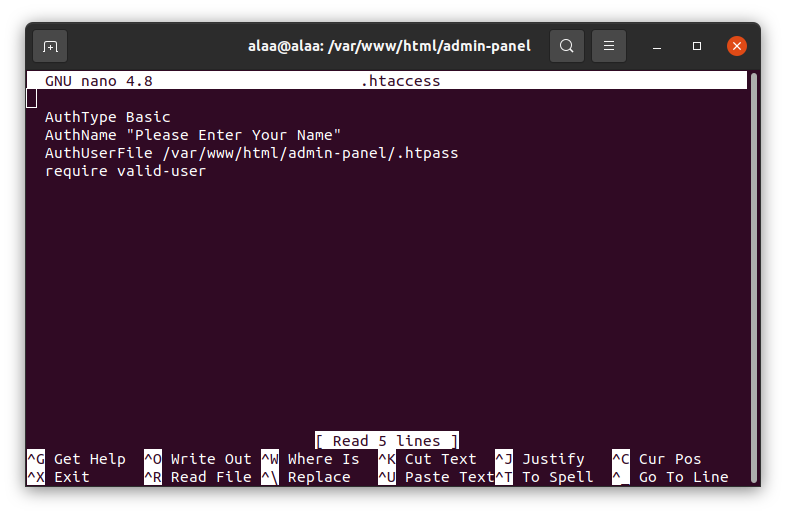 alaa@alaa: /var/www/html/admin-panel
GNU nano 4.8 .htaccess
AuthType Basic
AuthName "Please Enter Your Name"
AuthUserFile /var/www/html/admin-panel/.htpass
require valid-user
[ Read 5 lines ]
^G Get Help ^O Write Out ^W Where Is ^K Cut Text ^J Justify ^C Cur Pos
^X Exit ^R Read File ^\ Replace ^U Paste Text ^T To Spell ^_ Go To Line